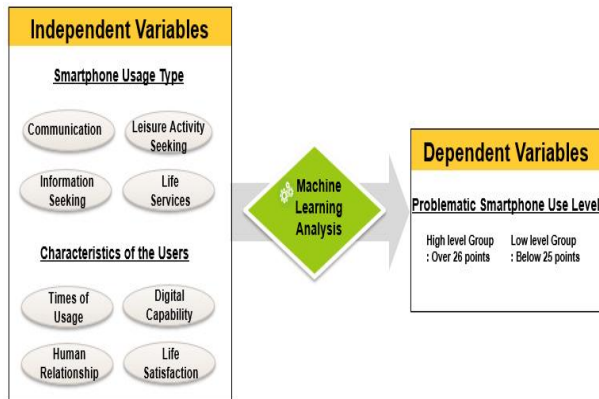 Independent Variables
Smartphone Usage Type
Communication
Leisure Activity
Seeking
Information
Seeking
Life
Services
Characteristics of the Users
Times of
Usage
Digital
Capability
Human
Relationship
Life
Satisfaction
Machine
Learning
Analysis
Dependent Variables
Problematic Smartphone Use Level
High level Group
: Over 26 points
Low level Group
: Below 25 points